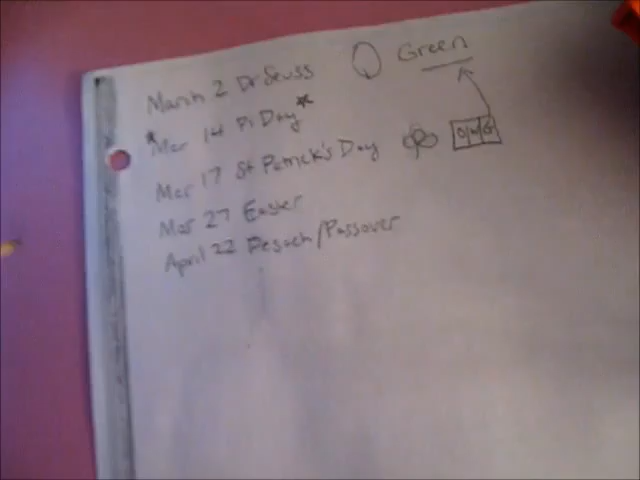 March 2 Dr Seuss
Green
*Mar 14 Pi Day*
Mar 17 St Patrick's Day
O W G
Mar 27 Easter
April 22 Pesach/Passover